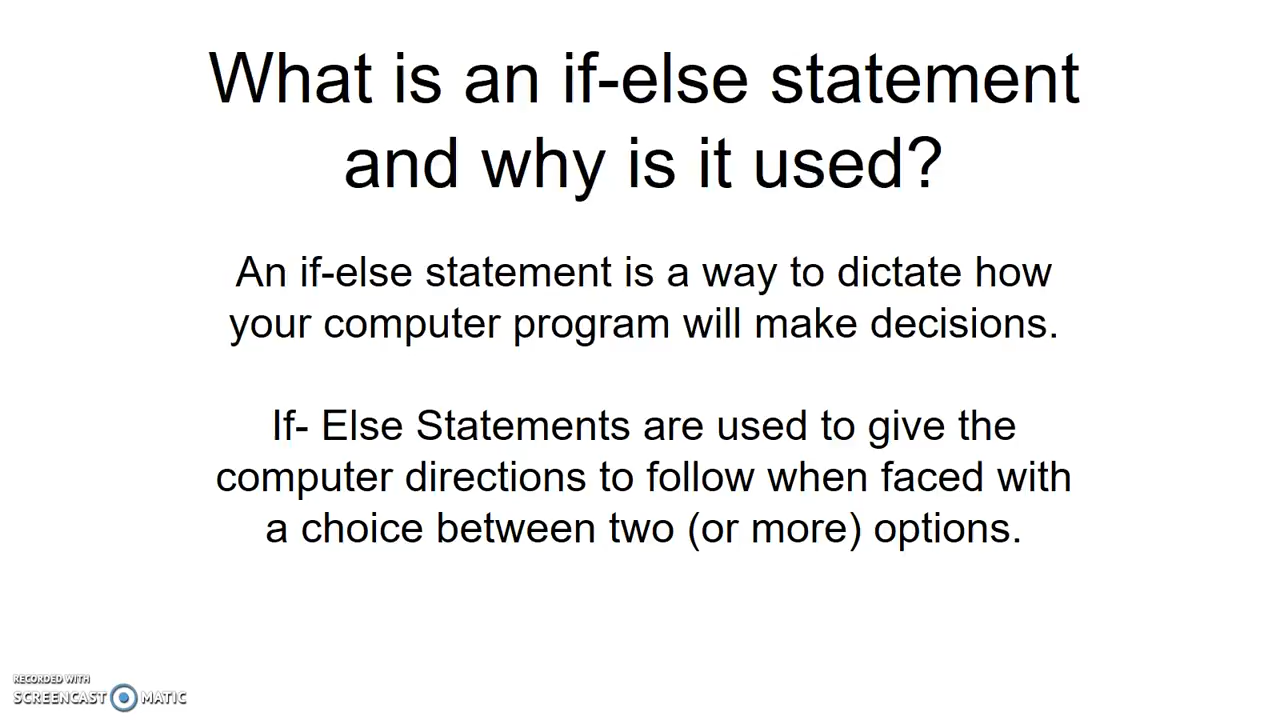 What is an if-else statement
and why is it used?
An if-else statement is a way to dictate how
your computer program will make decisions.
If- Else Statements are used to give the
computer directions to follow when faced with
a choice between two (or more) options.
RECORDED WITH
SCREENCAST MATIC